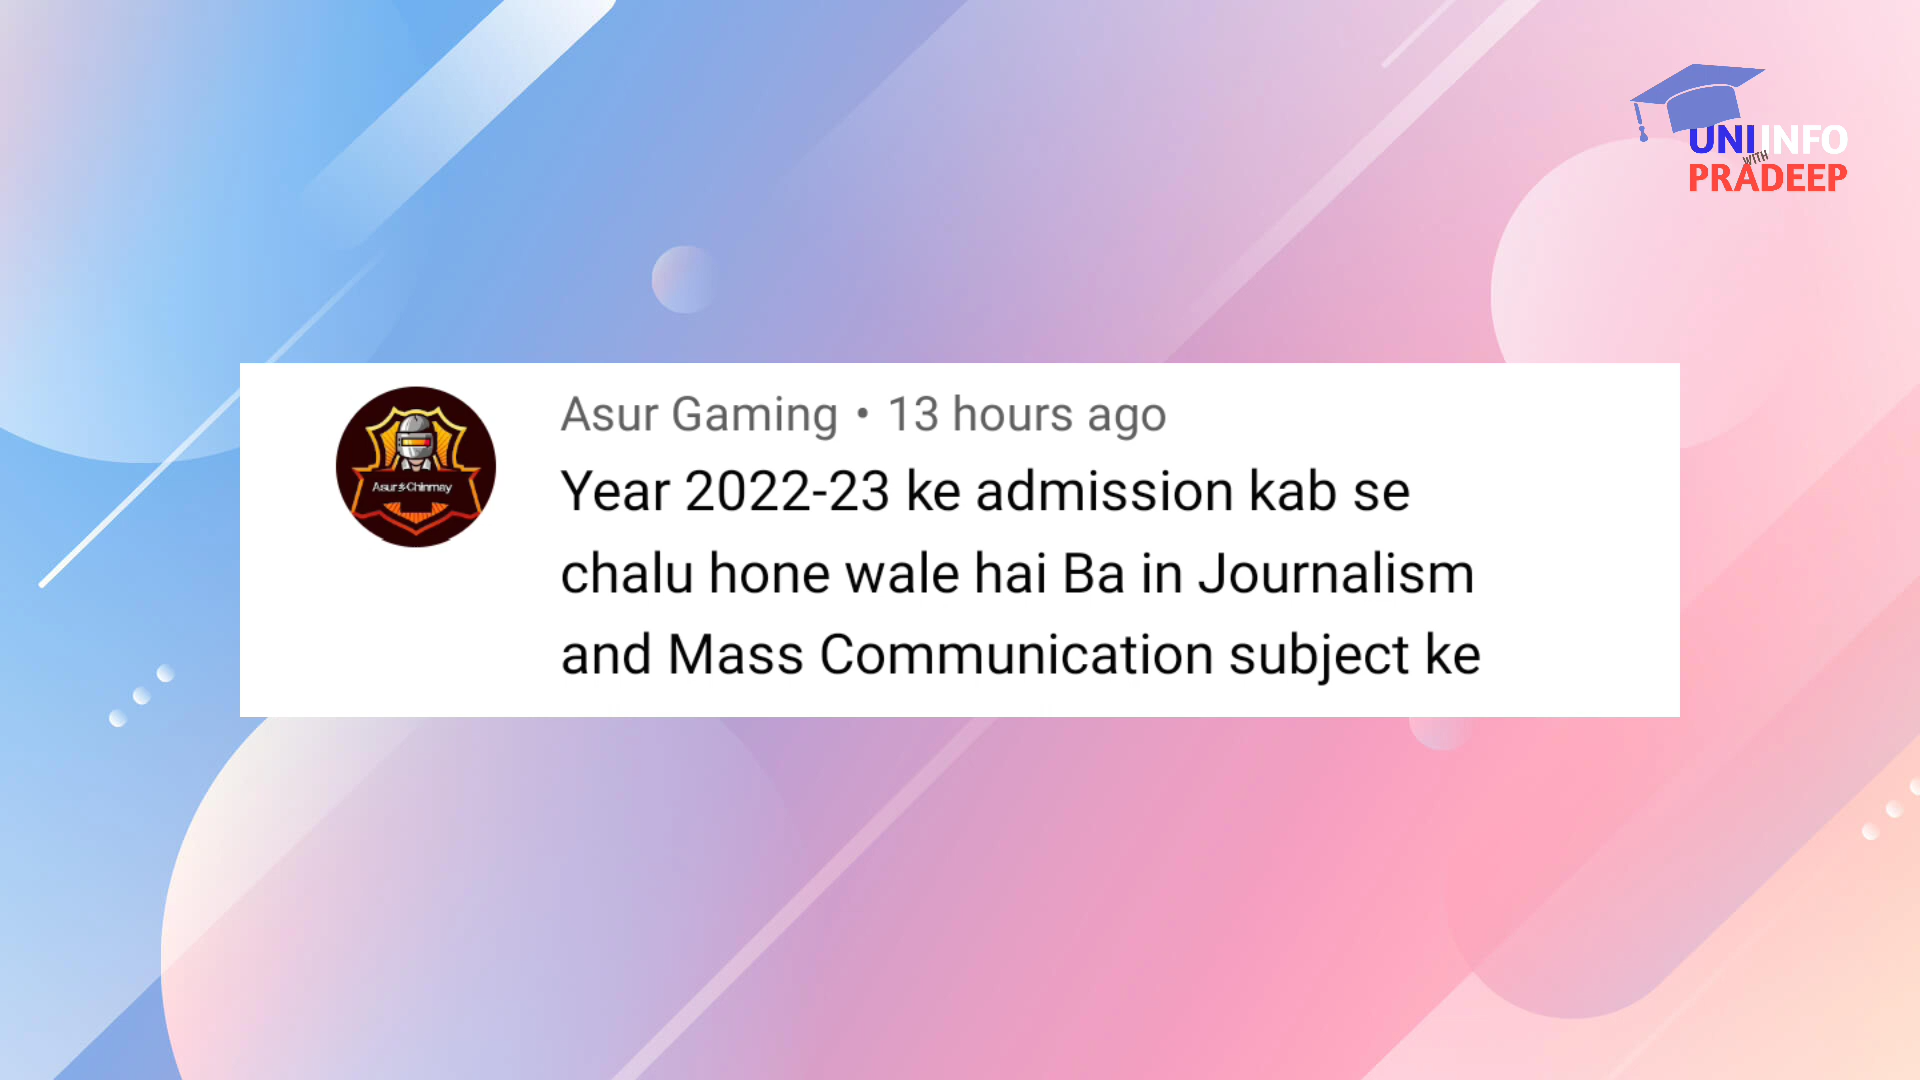 UNI INFO
WITH
PRADEEP
Asur Gaming • 13 hours ago
Year 2022-23 ke admission kab se
chalu hone wale hai Ba in Journalism
and Mass Communication subject ke
Asur Chinmay